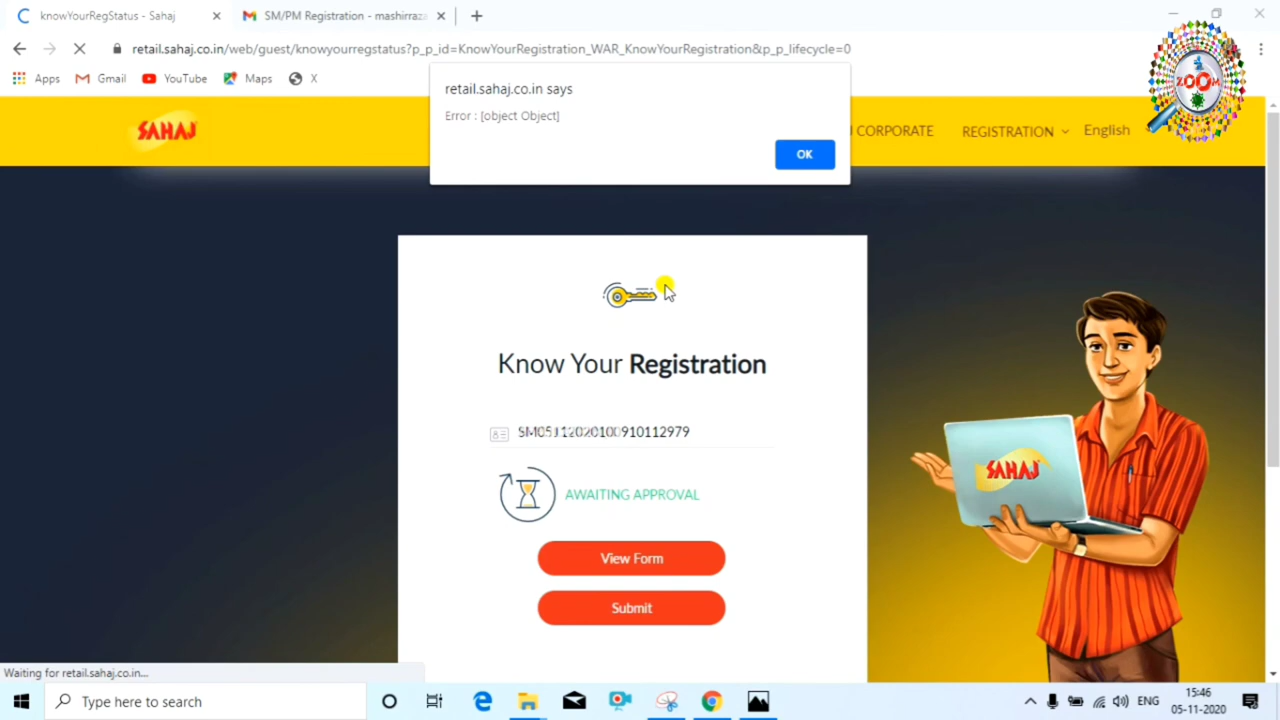 knowYourRegStatus - Sahaj
SM/PM Registration - mashirraza
retail.sahaj.co.in/web/guest/knowyourregstatus?p_p_id=KnowYourRegistration_WAR_KnowYourRegistration&p_p_lifecycle=0
Apps Gmail YouTube Maps X
ZOOM
retail.sahaj.co.in says
Error : [object Object]
OK
SAHAJ
CORPORATE REGISTRATION English
Know Your Registration
SM05112020100910112979
AWAITING APPROVAL
View Form
Submit
SAHAJ
Waiting for retail.sahaj.co.in...
Type here to search
ENG
15:46
05-11-2020